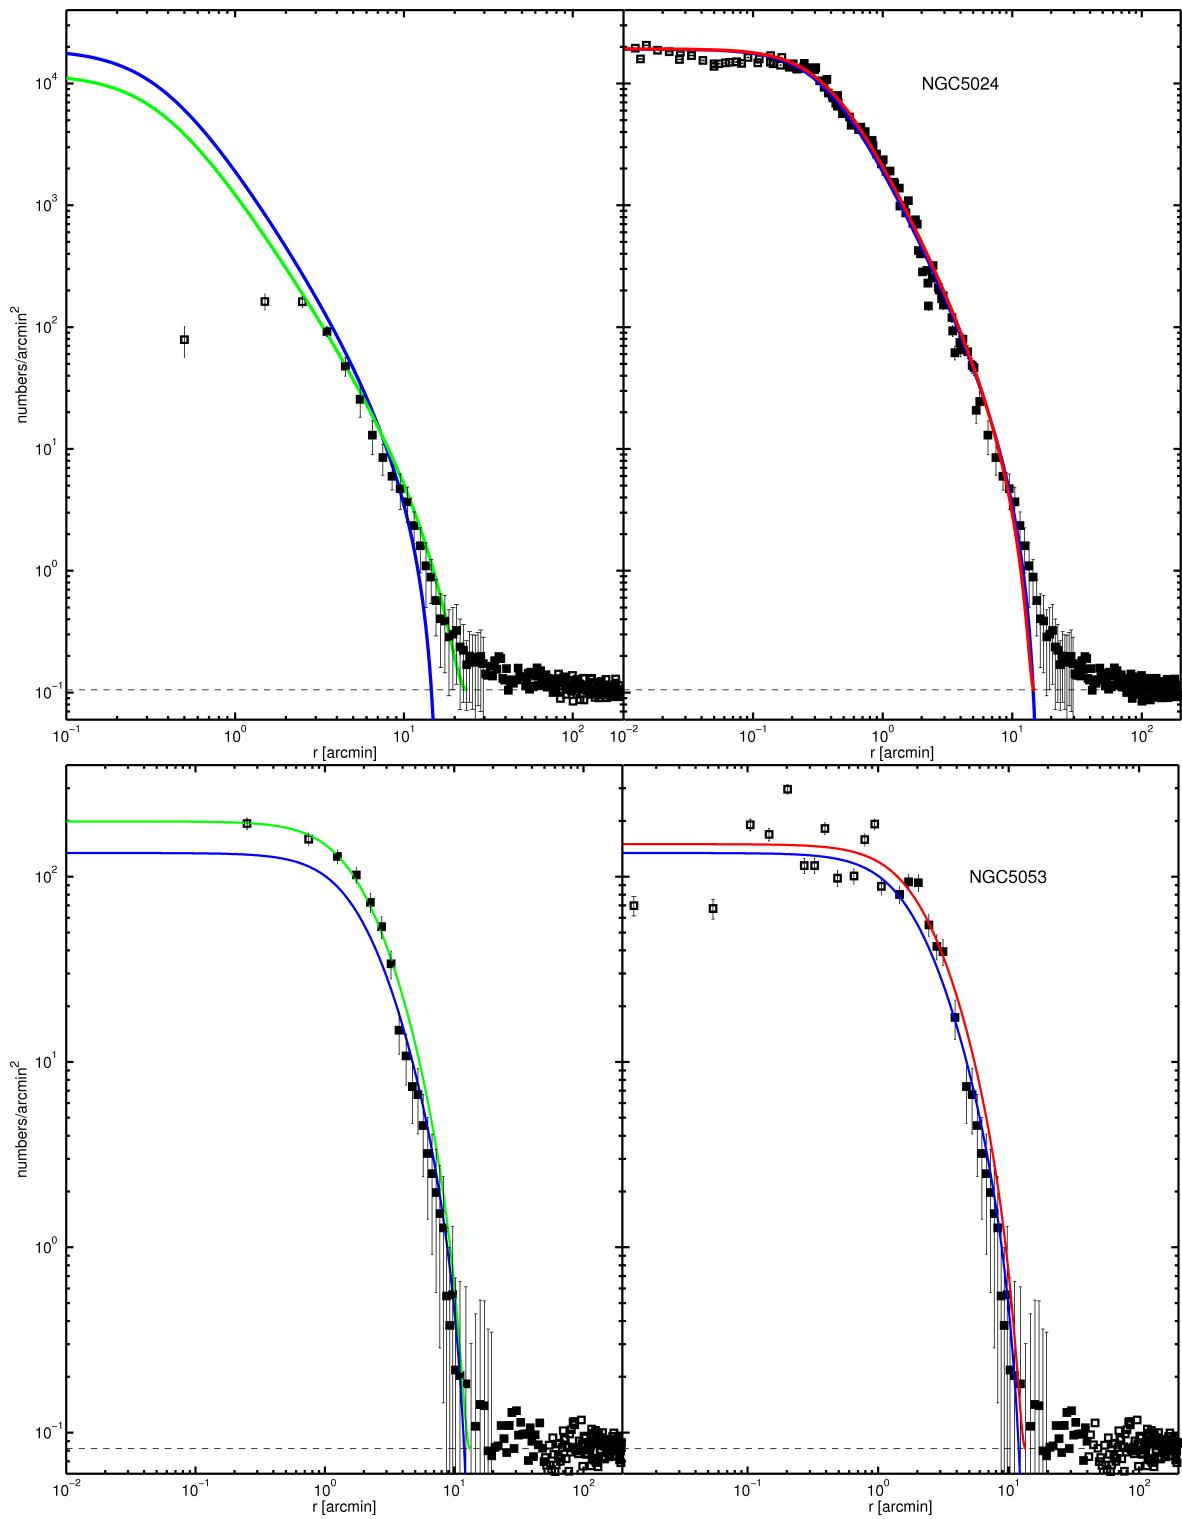 10⁴
10³
10²
10¹
10⁰
10⁻¹
numbers/arcmin²
NGC5024
10⁻¹ 10⁰ 10¹ 10² 10⁻² 10⁻¹ 10⁰ 10¹ 10²
r [arcmin] r [arcmin]
10²
10¹
10⁰
10⁻¹
numbers/arcmin²
NGC5053
10⁻² 10⁻¹ 10⁰ 10¹ 10² 10⁻¹ 10⁰ 10¹ 10²
r [arcmin] r [arcmin]